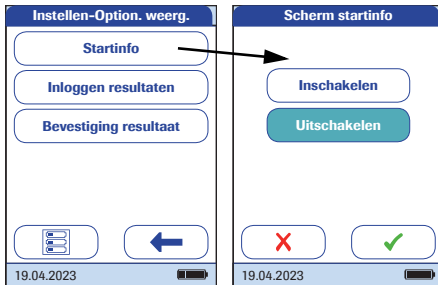 Instellen-Option. weerg.
Startinfo
Inloggen resultaten
Bevestiging resultaat
19.04.2023
Scherm startinfo
Inschakelen
Uitschakelen
19.04.2023